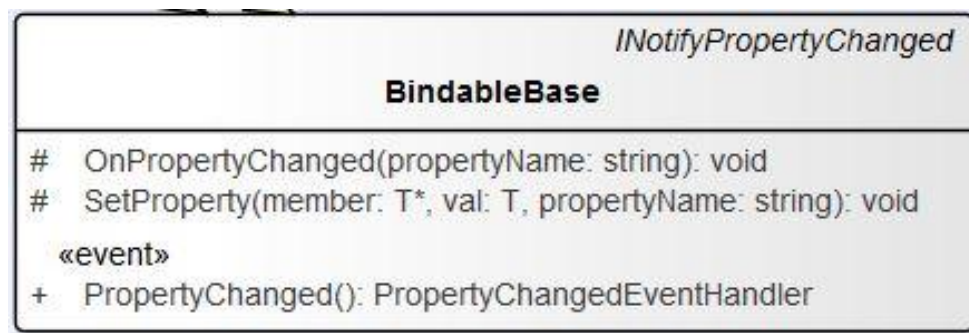 INotifyPropertyChanged
BindableBase
# OnPropertyChanged(propertyName: string): void
# SetProperty(member: T*, val: T, propertyName: string): void
«event»
+ PropertyChanged(): PropertyChangedEventHandler